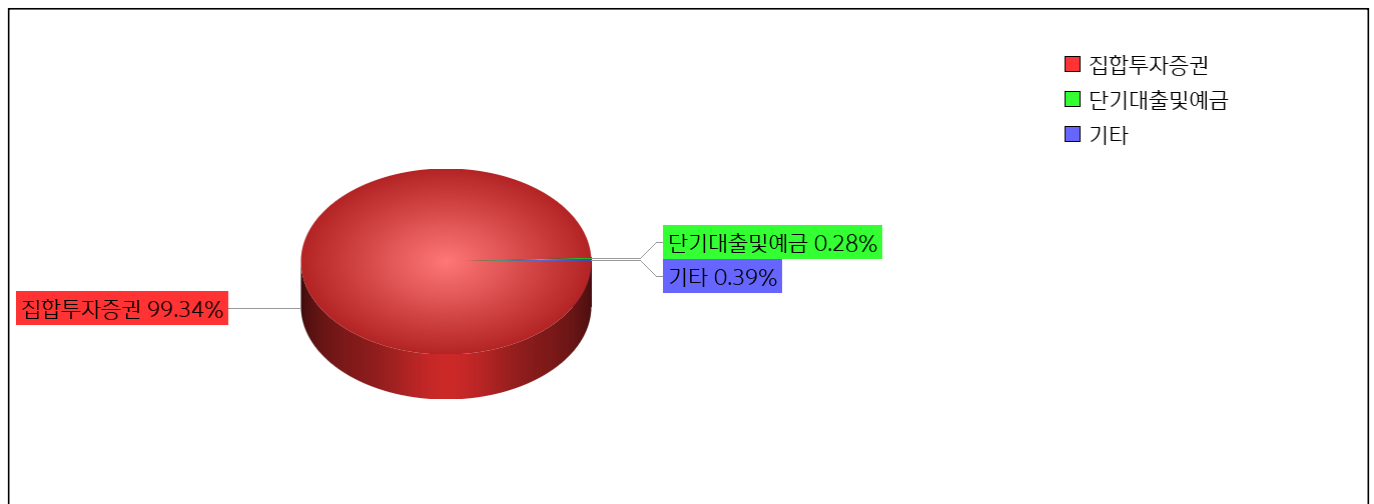 집합투자증권
단기대출및예금
기타
단기대출및예금 0.28%
기타 0.39%
집합투자증권 99.34%